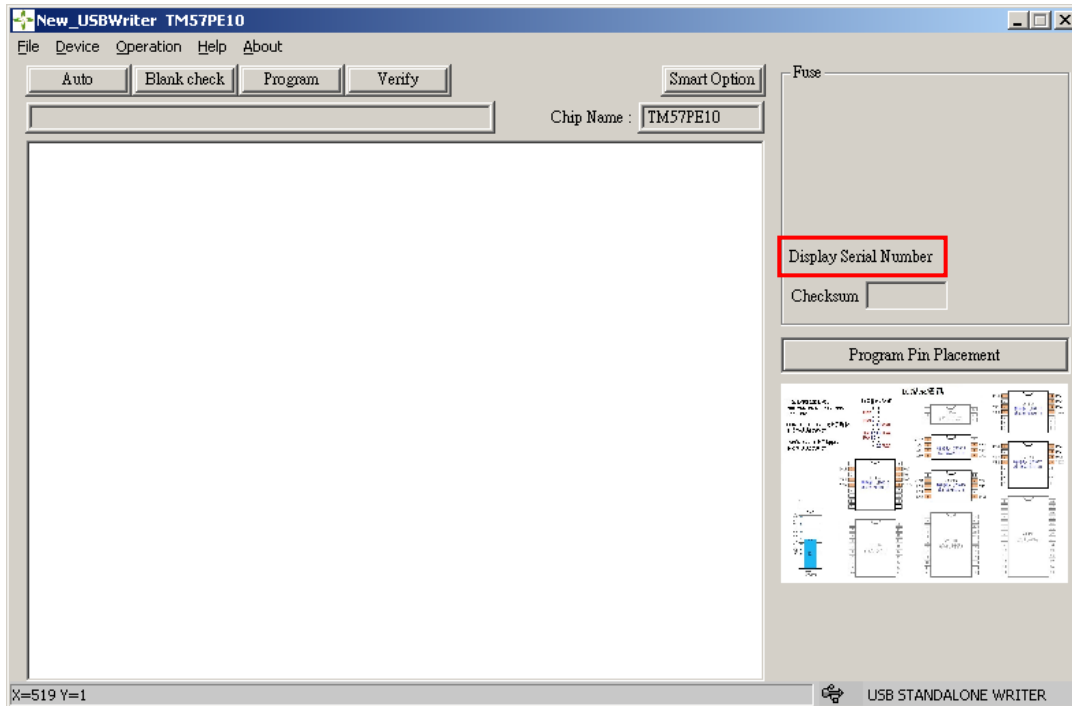 New_USBWriter TM57PE10
File Device Operation Help About
Auto Blank check Program Verify Smart Option
Chip Name : TM57PE10
Fuse
Display Serial Number
Checksum
Program Pin Placement
X=519 Y=1
USB STANDALONE WRITER